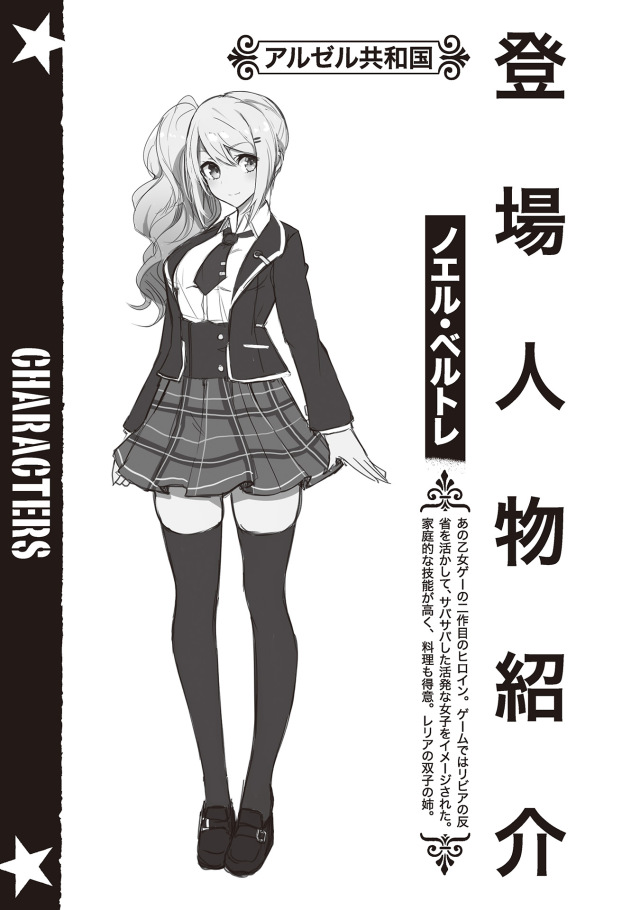 登場人物紹介
アルゼル共和国
ノエル・ベルトレ
あの乙女ゲーの二作目のヒロイン。ゲームではリビアの反
省を活かして、サバサバした活発な女子をイメージされた。
家庭的な技能が高く、料理も得意。レリアの双子の姉。
CHARACTERS